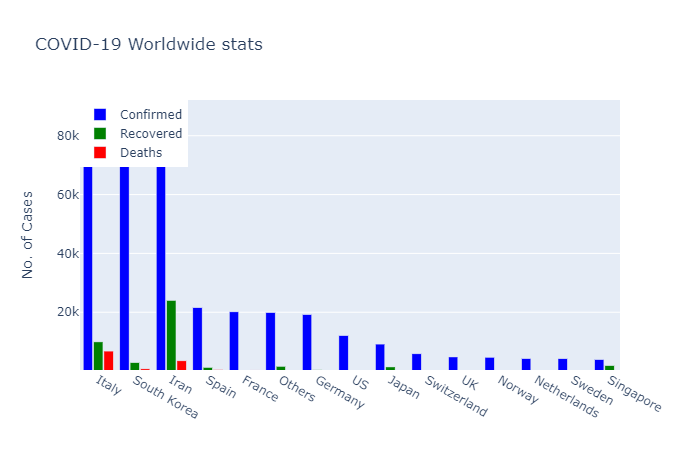 COVID-19 Worldwide stats
Confirmed
Recovered
Deaths
No. of Cases
80k
60k
40k
20k
Italy
South Korea
Iran
Spain
France
Others
Germany
US
Japan
Switzerland
UK
Norway
Netherlands
Sweden
Singapore